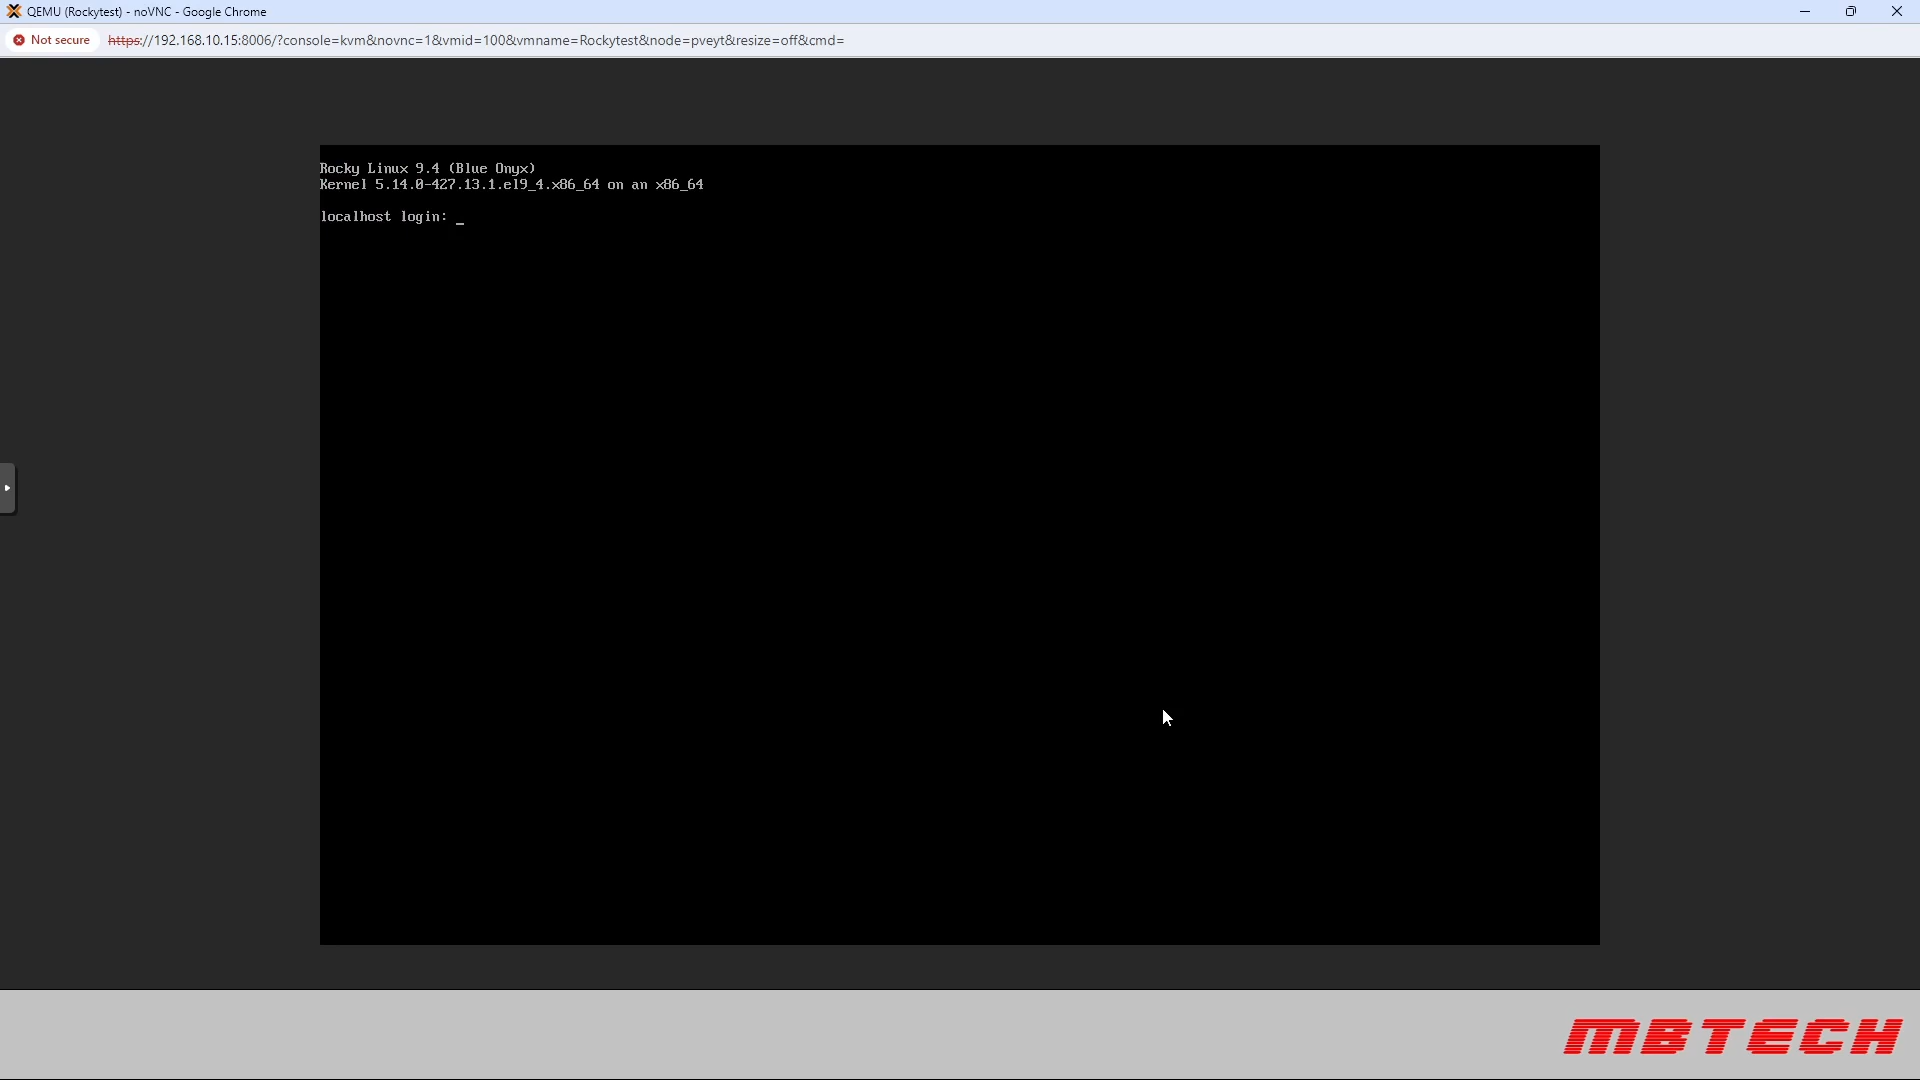 QEMU (Rockytest) - noVNC - Google Chrome
Not secure https://192.168.10.15:8006/?console=kvm&novnc=1&vmid=100&vmname=Rockytest&node=pveyt&resize=off&cmd=
Rocky Linux 9.4 (Blue Onyx)
Kernel 5.14.0-427.13.1.el9_4.x86_64 on an x86_64
localhost login: _
MBTECH